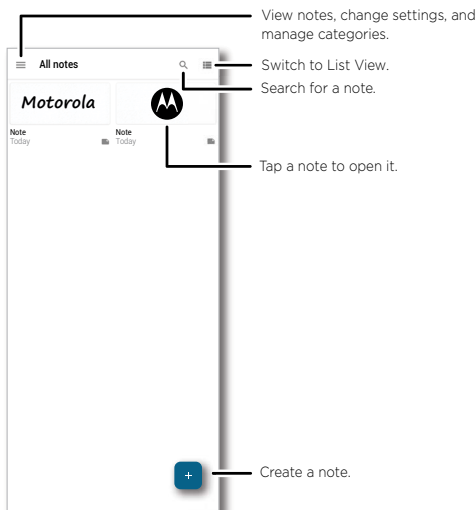 View notes, change settings, and
manage categories.
All notes
Switch to List View.
Search for a note.
Motorola
Note
Today
Note
Today
Tap a note to open it.
Create a note.